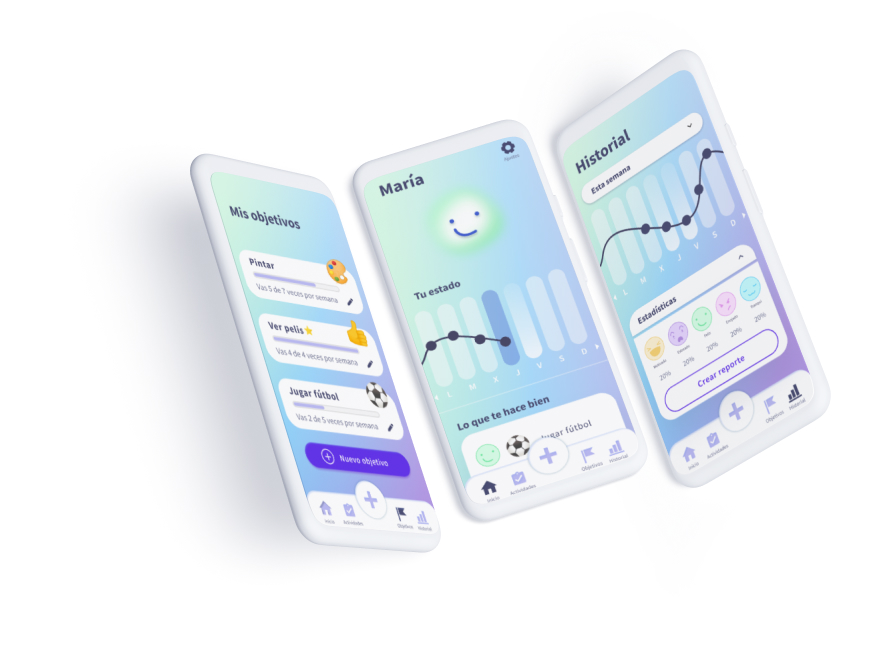 Mis objetivos
Pintar
Vas 5 de 7 veces por semana
Ver pelis
Vas 4 de 4 veces por semana
Jugar fútbol
Vas 2 de 5 veces por semana
Nuevo objetivo
Inicio
Actividades
Objetivos
Historial
María
Ajustes
Tu estado
L M X J V S D
Lo que te hace bien
Jugar fútbol
Inicio
Actividades
Objetivos
Historial
Historial
Esta semana
L M X J V S D
Estadísticas
Feliz
20% 20% 20% 20% 20%
Crear reporte
Inicio
Actividades
Objetivos
Historial